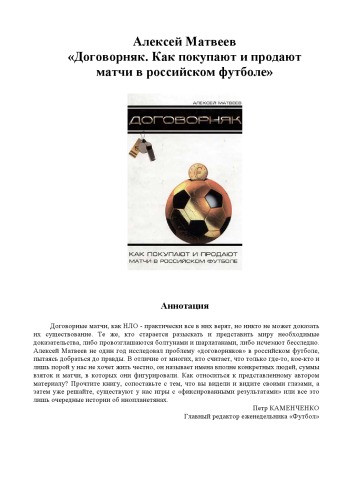 Алексей Матвеев
«Договорняк. Как покупают и продают
матчи в российском футболе»
АЛЕКСЕЙ МАТВЕЕВ
ДОГОВОРНЯК
КАК ПОКУПАЮТ И ПРОДАЮТ
МАТЧИ В РОССИЙСКОМ ФУТБОЛЕ
Аннотация
Договорные матчи, как НЛО - практически все в них верят, но никто не может доказать
их существование. Те же, кто старается разыскать и представить миру необходимые
доказательства, либо провозглашаются болтунами и шарлатанами, либо исчезают бесследно.
Алексей Матвеев не один год исследовал проблему «договорняков» в российском футболе,
пытаясь добраться до правды. В отличие от многих, кто считает, что только где-то, кое-кто и
лишь порой у нас не хочет жить честно, он называет имена вполне конкретных людей, суммы
взяток и матчи, в которых они фигурировали. Как относиться к представленному автором
материалу? Прочтите книгу, сопоставьте с тем, что вы видели и видите своими глазами, а
затем уже решайте, существуют у нас игры с «фиксированными результатами» или все это
лишь очередные истории об инопланетянах.
Петр КАМЕНЧЕНКО
Главный редактор еженедельника «Футбол»